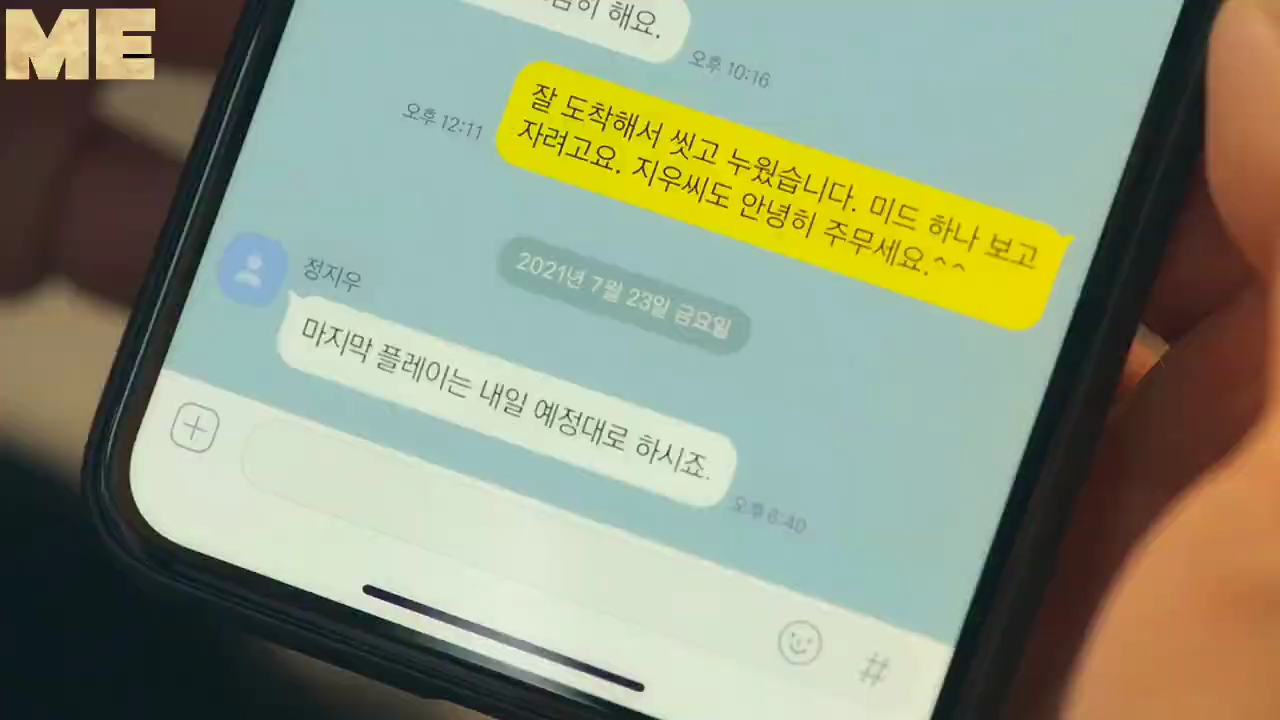 ME
해요.
오후 10:16
잘 도착해서 씻고 누웠습니다. 미드 하나 보고
자려고요. 지우씨도 안녕히 주무세요.^^
오후 12:11
2021년 7월 23일 금요일
정지우
마지막 플레이는 내일 예정대로 하시죠.
오후 6:40
#